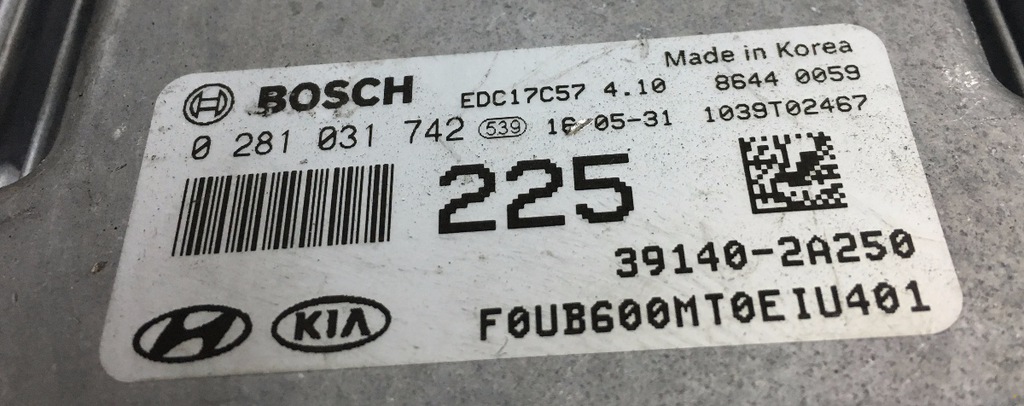 Made in Korea
BOSCH EDC17C57 4.10 8644 0059
0 281 031 742 539 16-05-31 1039T02467
225
39140-2A250
KIA F0UB600MT0EIU401